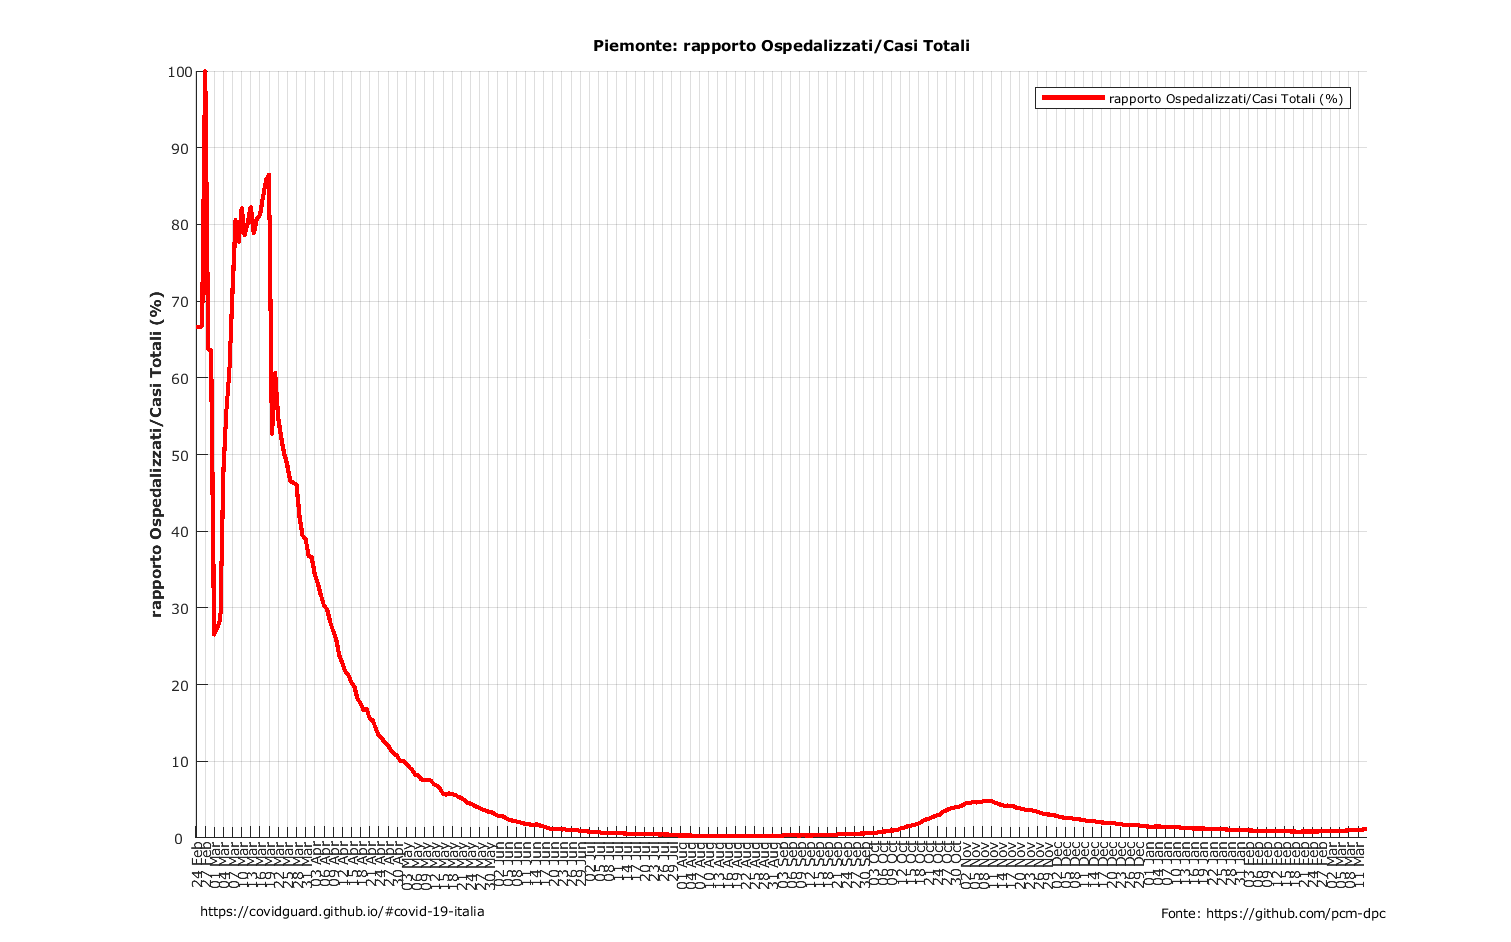 Piemonte: rapporto Ospedalizzati/Casi Totali
rapporto Ospedalizzati/Casi Totali (%)
rapporto Ospedalizzati/Casi Totali (%)
100
90
80
70
60
50
40
30
20
10
0
24 Feb
27 Feb
01 Mar
04 Mar
07 Mar
10 Mar
13 Mar
16 Mar
19 Mar
22 Mar
25 Mar
28 Mar
31 Mar
03 Apr
06 Apr
09 Apr
12 Apr
15 Apr
18 Apr
21 Apr
24 Apr
27 Apr
30 Apr
03 May
06 May
09 May
12 May
15 May
18 May
21 May
24 May
27 May
30 May
02 Jun
05 Jun
08 Jun
11 Jun
14 Jun
17 Jun
20 Jun
23 Jun
26 Jun
29 Jun
02 Jul
05 Jul
08 Jul
11 Jul
14 Jul
17 Jul
20 Jul
23 Jul
26 Jul
29 Jul
01 Aug
04 Aug
07 Aug
10 Aug
13 Aug
16 Aug
19 Aug
22 Aug
25 Aug
28 Aug
31 Aug
03 Sep
06 Sep
09 Sep
12 Sep
15 Sep
18 Sep
21 Sep
24 Sep
27 Sep
30 Sep
03 Oct
06 Oct
09 Oct
12 Oct
15 Oct
18 Oct
21 Oct
24 Oct
27 Oct
30 Oct
02 Nov
05 Nov
08 Nov
11 Nov
14 Nov
17 Nov
20 Nov
23 Nov
26 Nov
29 Nov
02 Dec
05 Dec
08 Dec
11 Dec
14 Dec
17 Dec
20 Dec
23 Dec
26 Dec
29 Dec
01 Jan
04 Jan
07 Jan
10 Jan
13 Jan
16 Jan
19 Jan
22 Jan
25 Jan
28 Jan
31 Jan
03 Feb
06 Feb
09 Feb
12 Feb
15 Feb
18 Feb
21 Feb
24 Feb
27 Feb
02 Mar
05 Mar
08 Mar
11 Mar
https://covidguard.github.io/#covid-19-italia
Fonte: https://github.com/pcm-dpc